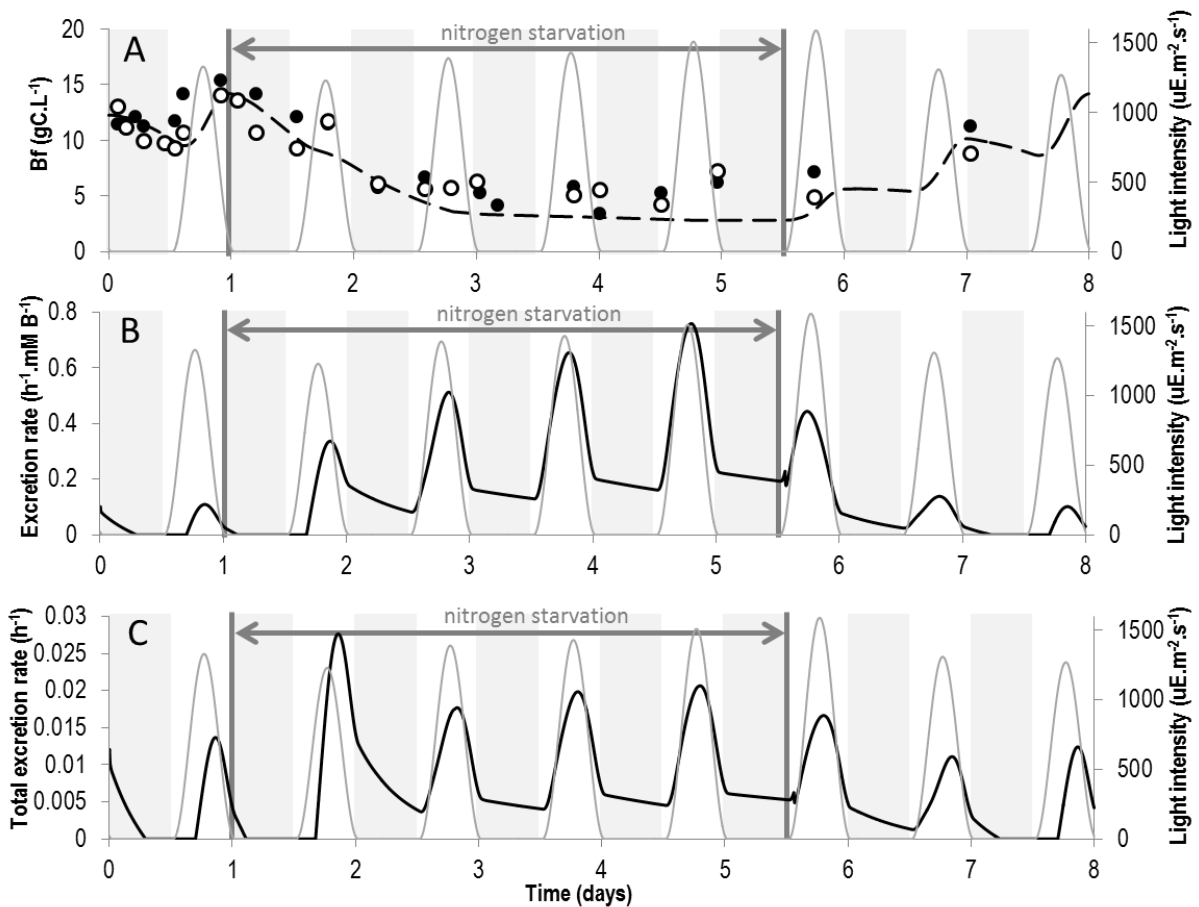 A
nitrogen starvation
Bf (gC.L⁻¹)
20
15
10
5
0
1500
1000
500
0
Light intensity (uE.m⁻².s⁻¹)
0 1 2 3 4 5 6 7 8
B
nitrogen starvation
Excretion rate (h⁻¹.mM B⁻¹)
0.8
0.6
0.4
0.2
0
1500
1000
500
0
Light intensity (uE.m⁻².s⁻¹)
0 1 2 3 4 5 6 7 8
C
nitrogen starvation
Total excretion rate (h⁻¹)
0.03
0.025
0.02
0.015
0.01
0.005
0
1500
1000
500
0
Light intensity (uE.m⁻².s⁻¹)
0 1 2 3 4 5 6 7 8
Time (days)